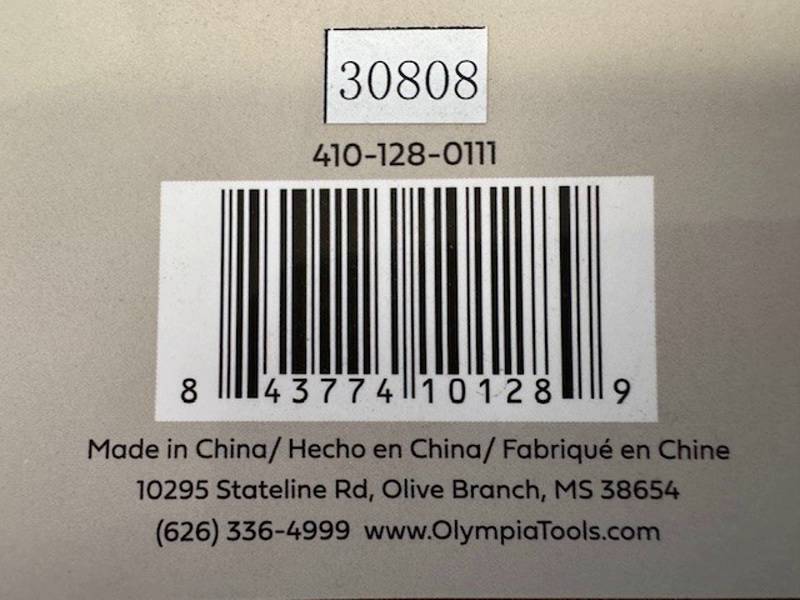 30808
410-128-0111
8 43774 10128 9
Made in China/ Hecho en China/ Fabriqué en Chine
10295 Stateline Rd, Olive Branch, MS 38654
(626) 336-4999 www.OlympiaTools.com